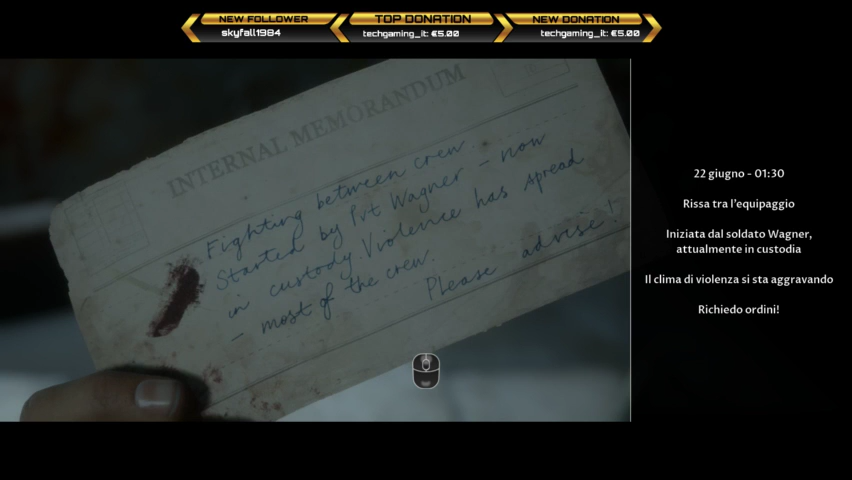 NEW FOLLOWER
skyfall1984
TOP DONATION
techgaming_it: €5.00
NEW DONATION
techgaming_it: €5.00
INTERNAL MEMORANDUM
Fighting between crew
Started by Pvt Wagner - now
in custody Violence has spread
- most of the crew.
Please advise!
22 giugno - 01:30
Rissa tra l'equipaggio
Iniziata dal soldato Wagner,
attualmente in custodia
Il clima di violenza si sta aggravando
Richiedo ordini!